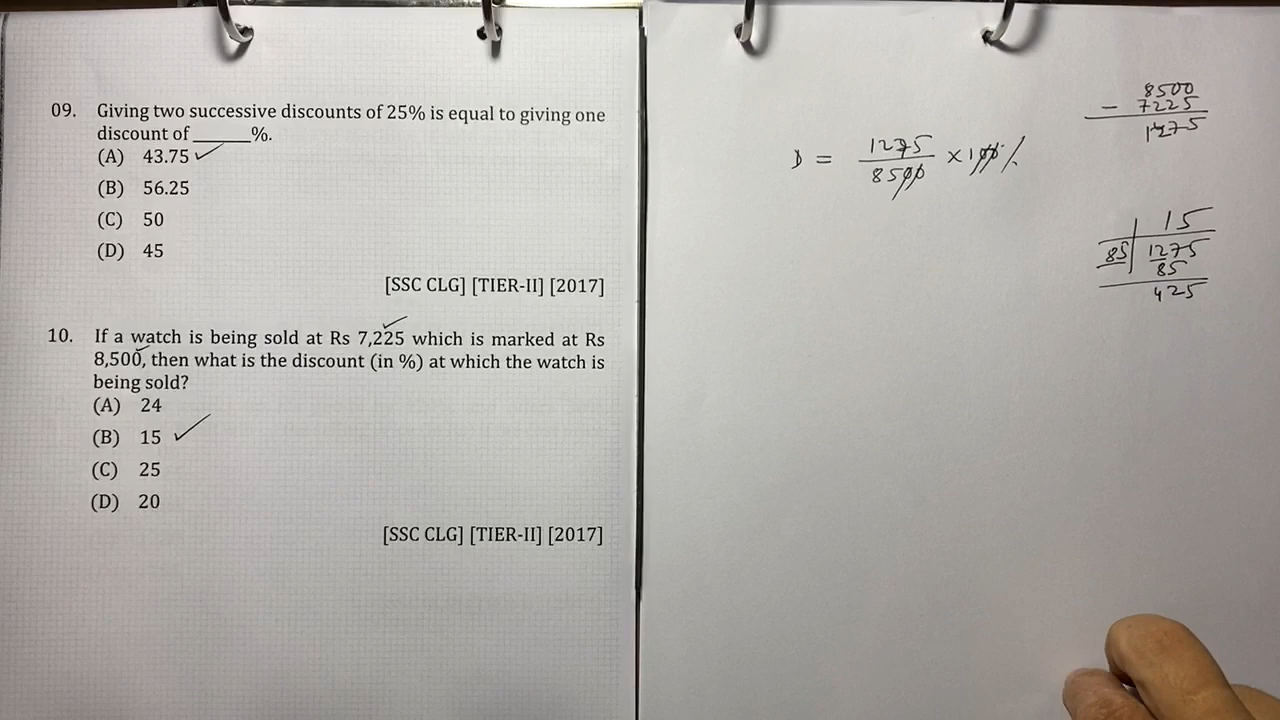 09. Giving two successive discounts of 25% is equal to giving one
discount of ______%.
(A) 43.75
(B) 56.25
(C) 50
(D) 45
[SSC CLG] [TIER-II] [2017]
10. If a watch is being sold at Rs 7,225 which is marked at Rs
8,500, then what is the discount (in %) at which the watch is
being sold?
(A) 24
(B) 15
(C) 25
(D) 20
[SSC CLG] [TIER-II] [2017]
8500
- 7225
1275
D = 1275/8500 × 100 %
15
85 | 1275
85
425